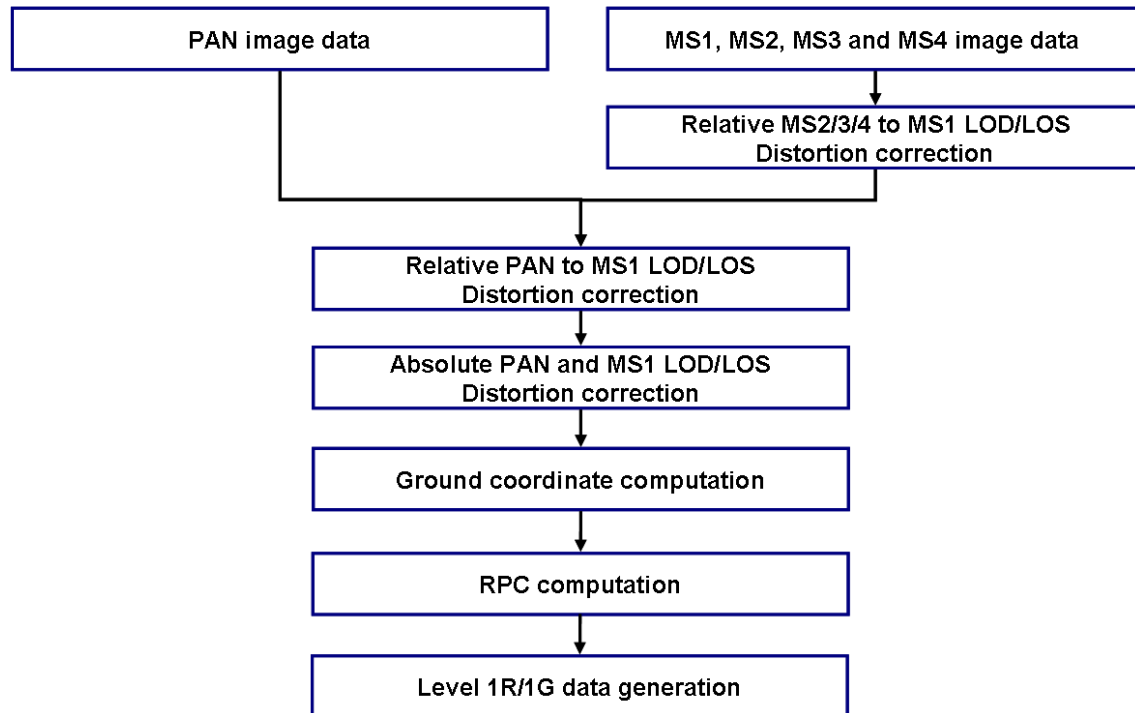 PAN image data
MS1, MS2, MS3 and MS4 image data
Relative MS2/3/4 to MS1 LOD/LOS
Distortion correction
Relative PAN to MS1 LOD/LOS
Distortion correction
Absolute PAN and MS1 LOD/LOS
Distortion correction
Ground coordinate computation
RPC computation
Level 1R/1G data generation